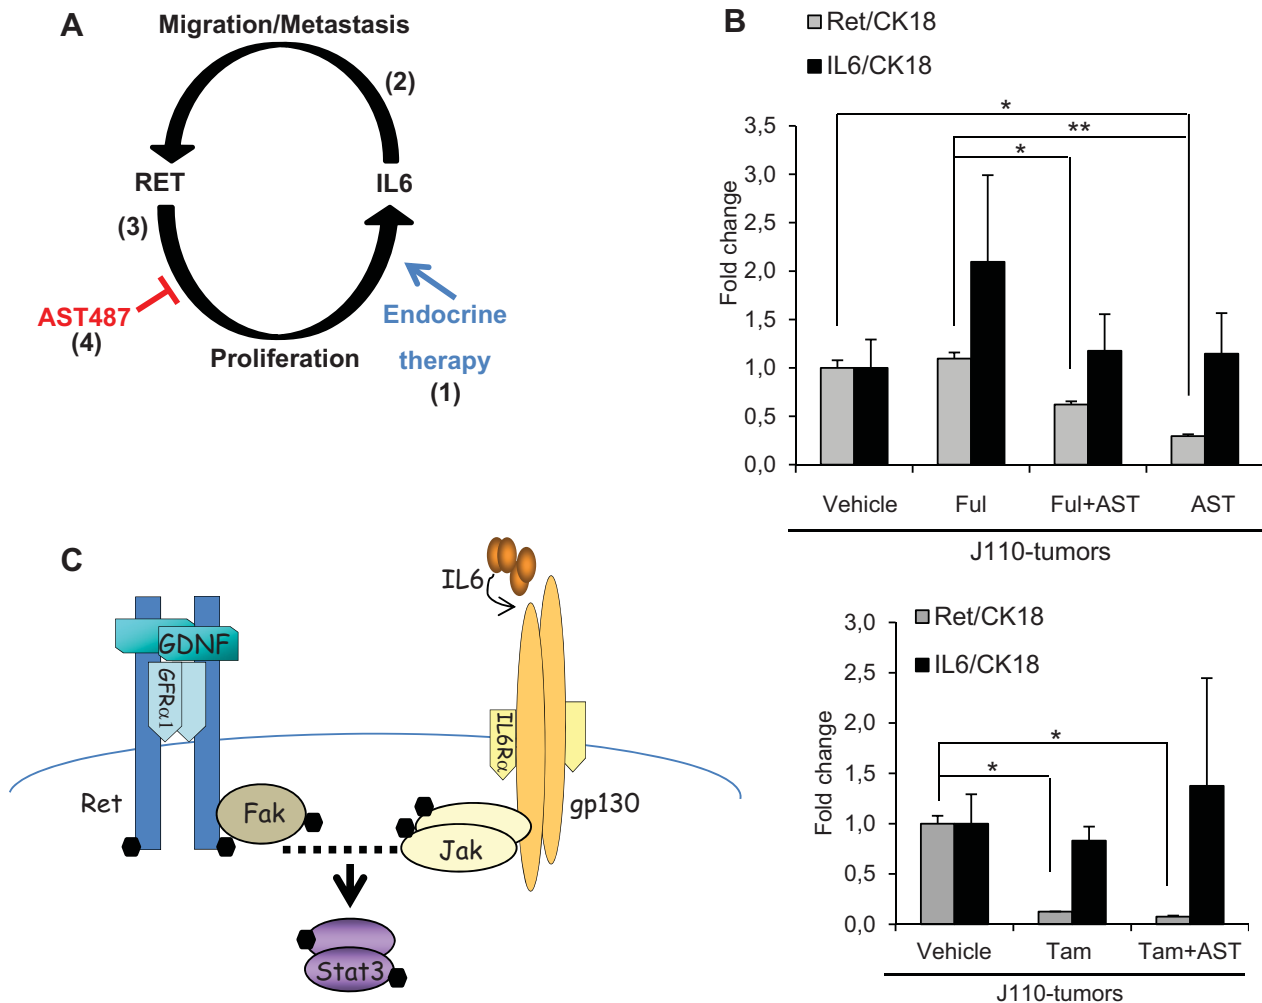 A
Migration/Metastasis
(2)
RET
IL6
(3)
AST487
(4)
Endocrine
therapy
(1)
Proliferation
B
Ret/CK18
IL6/CK18
*
**
*
Fold change
3,5
3,0
2,5
2,0
1,5
1,0
0,5
0,0
Vehicle Ful Ful+AST AST
J110-tumors
C
IL6
GDNF
GFRα1
IL6Rα
Ret
gp130
Fak
Jak
Stat3
Ret/CK18
IL6/CK18
*
*
Fold change
3,0
2,5
2,0
1,5
1,0
0,5
0,0
Vehicle Tam Tam+AST
J110-tumors